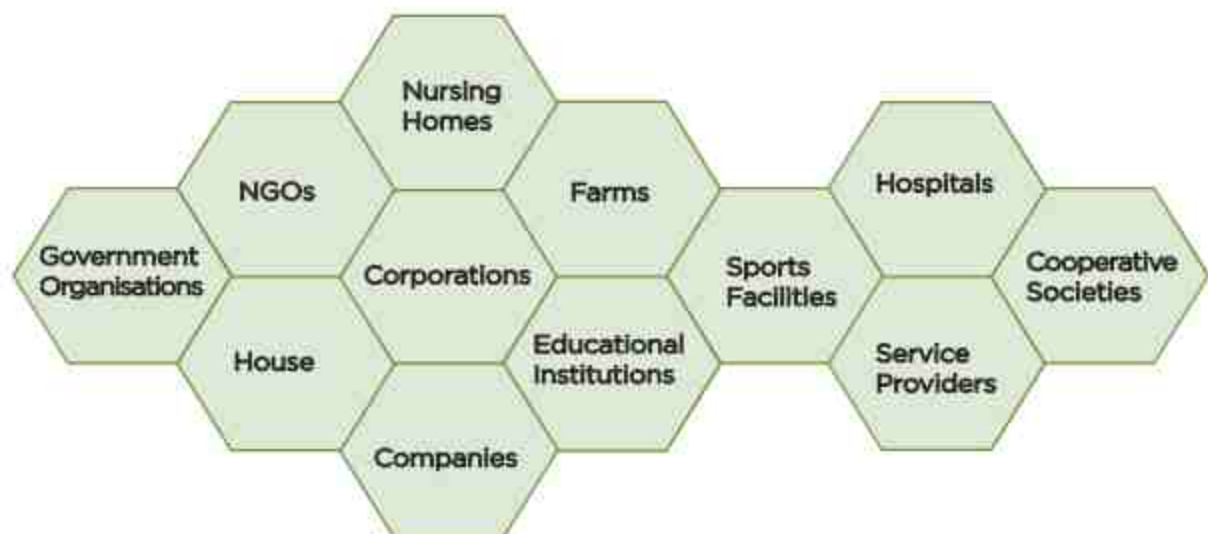 Nursing
Homes
NGOs
Farms
Hospitals
Government
Organisations
Corporations
Sports
Facilities
Cooperative
Societies
House
Educational
Institutions
Service
Providers
Companies